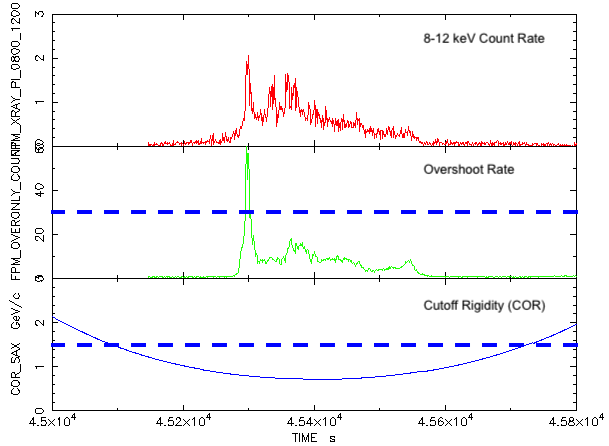 3
8-12 keV Count Rate
FPM_XRAY_PI_0800_1200
2
1
0
60
Overshoot Rate
FPM_OVERONLY_COUNT
40
20
0
Cutoff Rigidity (COR)
COR_SAX GeV/c
2
1
0
4.5×10⁴ 4.52×10⁴ 4.54×10⁴ 4.56×10⁴ 4.58×10⁴
TIME s